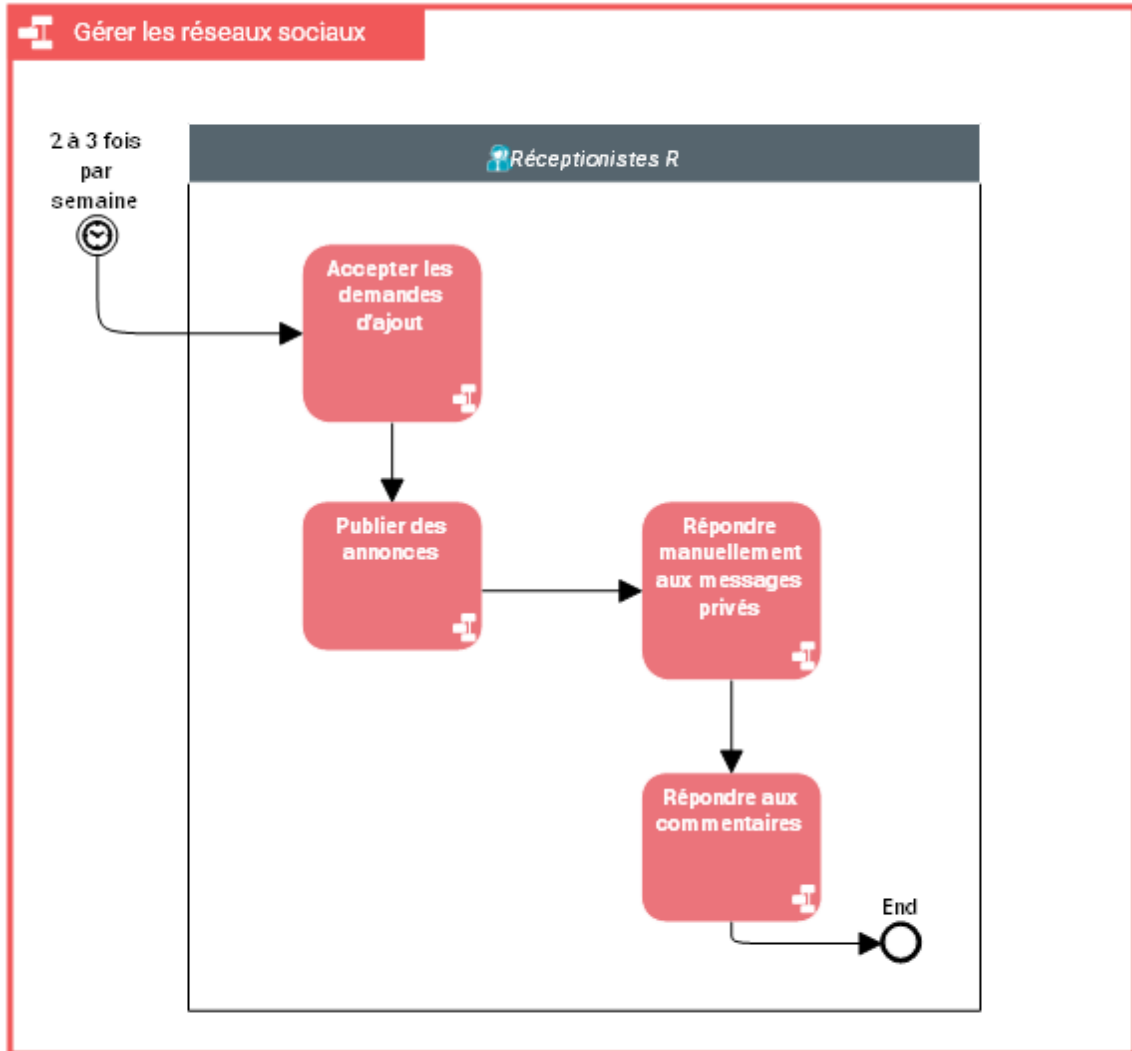 Gérer les réseaux sociaux
2 à 3 fois
par
semaine
Réceptionistes R
Accepter les
demandes
d'ajout
Publier des
annonces
Répondre
manuellement
aux messages
privés
Répondre aux
commentaires
End